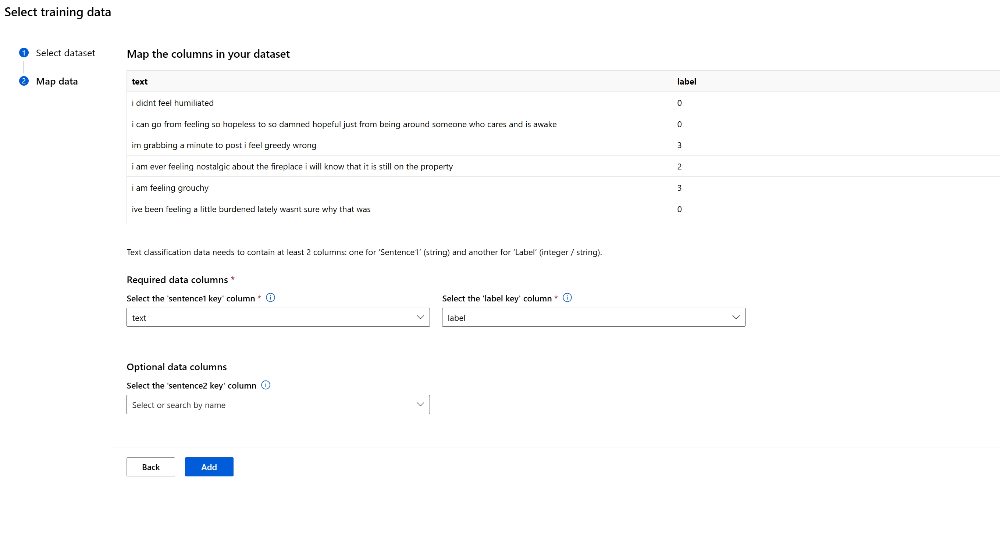 Select training data
1 Select dataset
2 Map data
Map the columns in your dataset
text label
i didnt feel humiliated 0
i can go from feeling so hopeless to so damned hopeful just from being around someone who cares and is awake 0
im grabbing a minute to post i feel greedy wrong 3
i am ever feeling nostalgic about the fireplace i will know that it is still on the property 2
i am feeling grouchy 3
ive been feeling a little burdened lately wasnt sure why that was 0
Text classification data needs to contain at least 2 columns: one for ‘Sentence1’ (string) and another for ‘Label’ (integer / string).
Required data columns *
Select the 'sentence1 key' column * Select the 'label key' column *
text label
Optional data columns
Select the 'sentence2 key' column
Select or search by name
Back Add